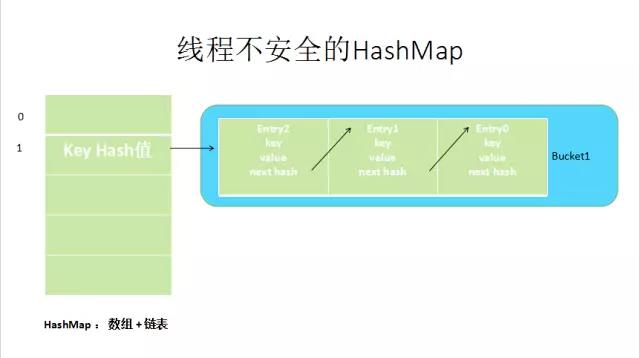 线程不安全的HashMap
0
1
Key Hash值
Entry2
key
value
next hash
Entry1
key
value
next hash
Entry0
key
value
next hash
Bucket1
HashMap ：数组 + 链表